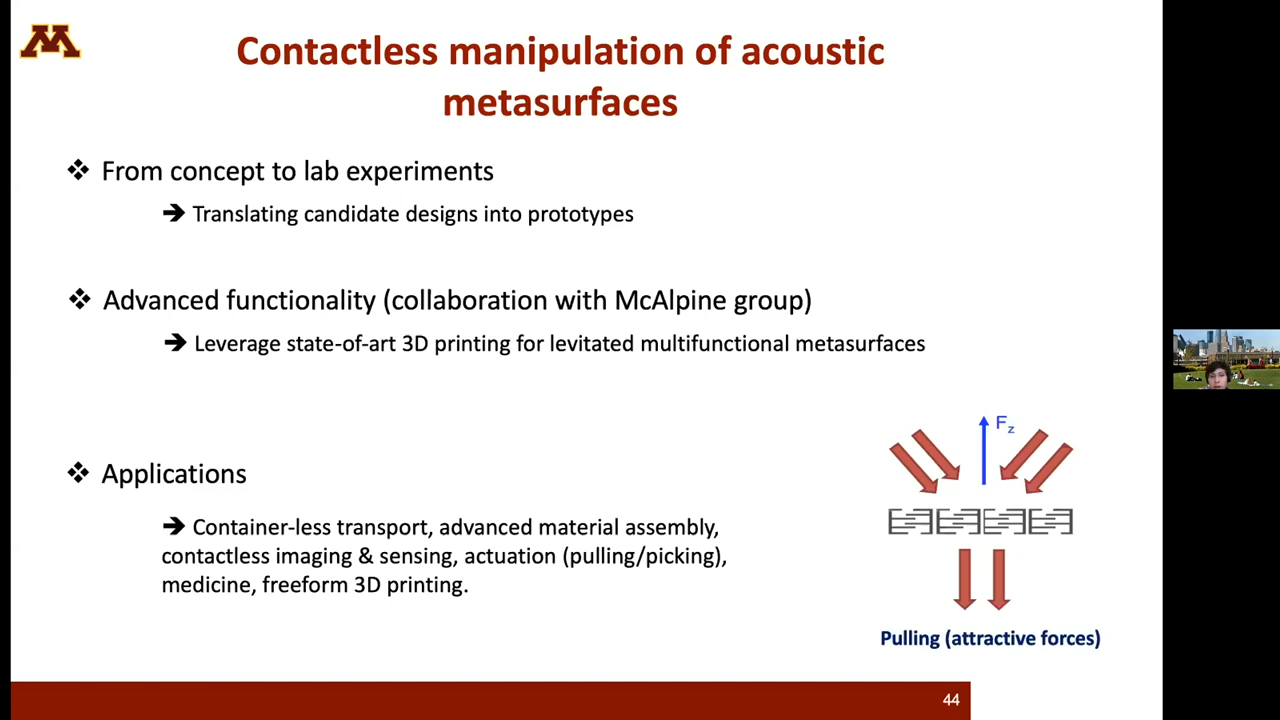 M
Contactless manipulation of acoustic
metasurfaces
❖ From concept to lab experiments
➔ Translating candidate designs into prototypes
❖ Advanced functionality (collaboration with McAlpine group)
➔ Leverage state-of-art 3D printing for levitated multifunctional metasurfaces
❖ Applications
➔ Container-less transport, advanced material assembly,
contactless imaging & sensing, actuation (pulling/picking),
medicine, freeform 3D printing.
Fz
Pulling (attractive forces)
44